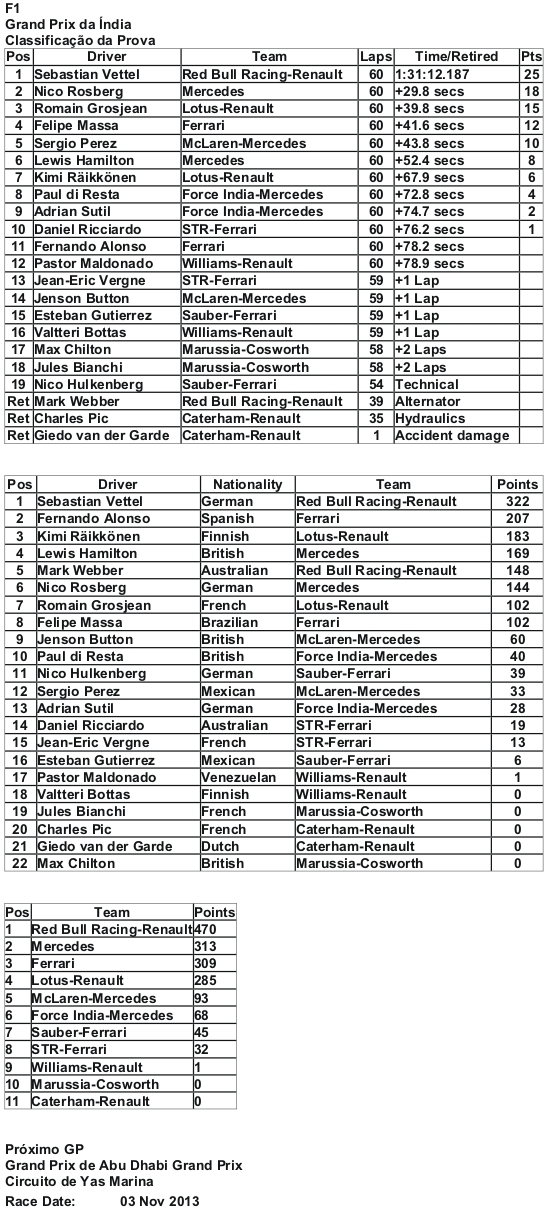 F1
Grand Prix da Índia
Classificação da Prova
Pos Driver Team Laps Time/Retired Pts
1 Sebastian Vettel Red Bull Racing-Renault 60 1:31:12.187 25
2 Nico Rosberg Mercedes 60 +29.8 secs 18
3 Romain Grosjean Lotus-Renault 60 +39.8 secs 15
4 Felipe Massa Ferrari 60 +41.6 secs 12
5 Sergio Perez McLaren-Mercedes 60 +43.8 secs 10
6 Lewis Hamilton Mercedes 60 +52.4 secs 8
7 Kimi Räikkönen Lotus-Renault 60 +67.9 secs 6
8 Paul di Resta Force India-Mercedes 60 +72.8 secs 4
9 Adrian Sutil Force India-Mercedes 60 +74.7 secs 2
10 Daniel Ricciardo STR-Ferrari 60 +76.2 secs 1
11 Fernando Alonso Ferrari 60 +78.2 secs
12 Pastor Maldonado Williams-Renault 60 +78.9 secs
13 Jean-Eric Vergne STR-Ferrari 59 +1 Lap
14 Jenson Button McLaren-Mercedes 59 +1 Lap
15 Esteban Gutierrez Sauber-Ferrari 59 +1 Lap
16 Valtteri Bottas Williams-Renault 59 +1 Lap
17 Max Chilton Marussia-Cosworth 58 +2 Laps
18 Jules Bianchi Marussia-Cosworth 58 +2 Laps
19 Nico Hulkenberg Sauber-Ferrari 54 Technical
Ret Mark Webber Red Bull Racing-Renault 39 Alternator
Ret Charles Pic Caterham-Renault 35 Hydraulics
Ret Giedo van der Garde Caterham-Renault 1 Accident damage
Pos Driver Nationality Team Points
1 Sebastian Vettel German Red Bull Racing-Renault 322
2 Fernando Alonso Spanish Ferrari 207
3 Kimi Räikkönen Finnish Lotus-Renault 183
4 Lewis Hamilton British Mercedes 169
5 Mark Webber Australian Red Bull Racing-Renault 148
6 Nico Rosberg German Mercedes 144
7 Romain Grosjean French Lotus-Renault 102
8 Felipe Massa Brazilian Ferrari 102
9 Jenson Button British McLaren-Mercedes 60
10 Paul di Resta British Force India-Mercedes 40
11 Nico Hulkenberg German Sauber-Ferrari 39
12 Sergio Perez Mexican McLaren-Mercedes 33
13 Adrian Sutil German Force India-Mercedes 28
14 Daniel Ricciardo Australian STR-Ferrari 19
15 Jean-Eric Vergne French STR-Ferrari 13
16 Esteban Gutierrez Mexican Sauber-Ferrari 6
17 Pastor Maldonado Venezuelan Williams-Renault 1
18 Valtteri Bottas Finnish Williams-Renault 0
19 Jules Bianchi French Marussia-Cosworth 0
20 Charles Pic French Caterham-Renault 0
21 Giedo van der Garde Dutch Caterham-Renault 0
22 Max Chilton British Marussia-Cosworth 0
Pos Team Points
1 Red Bull Racing-Renault 470
2 Mercedes 313
3 Ferrari 309
4 Lotus-Renault 285
5 McLaren-Mercedes 93
6 Force India-Mercedes 68
7 Sauber-Ferrari 45
8 STR-Ferrari 32
9 Williams-Renault 1
10 Marussia-Cosworth 0
11 Caterham-Renault 0
Próximo GP
Grand Prix de Abu Dhabi Grand Prix
Circuito de Yas Marina
Race Date: 03 Nov 2013